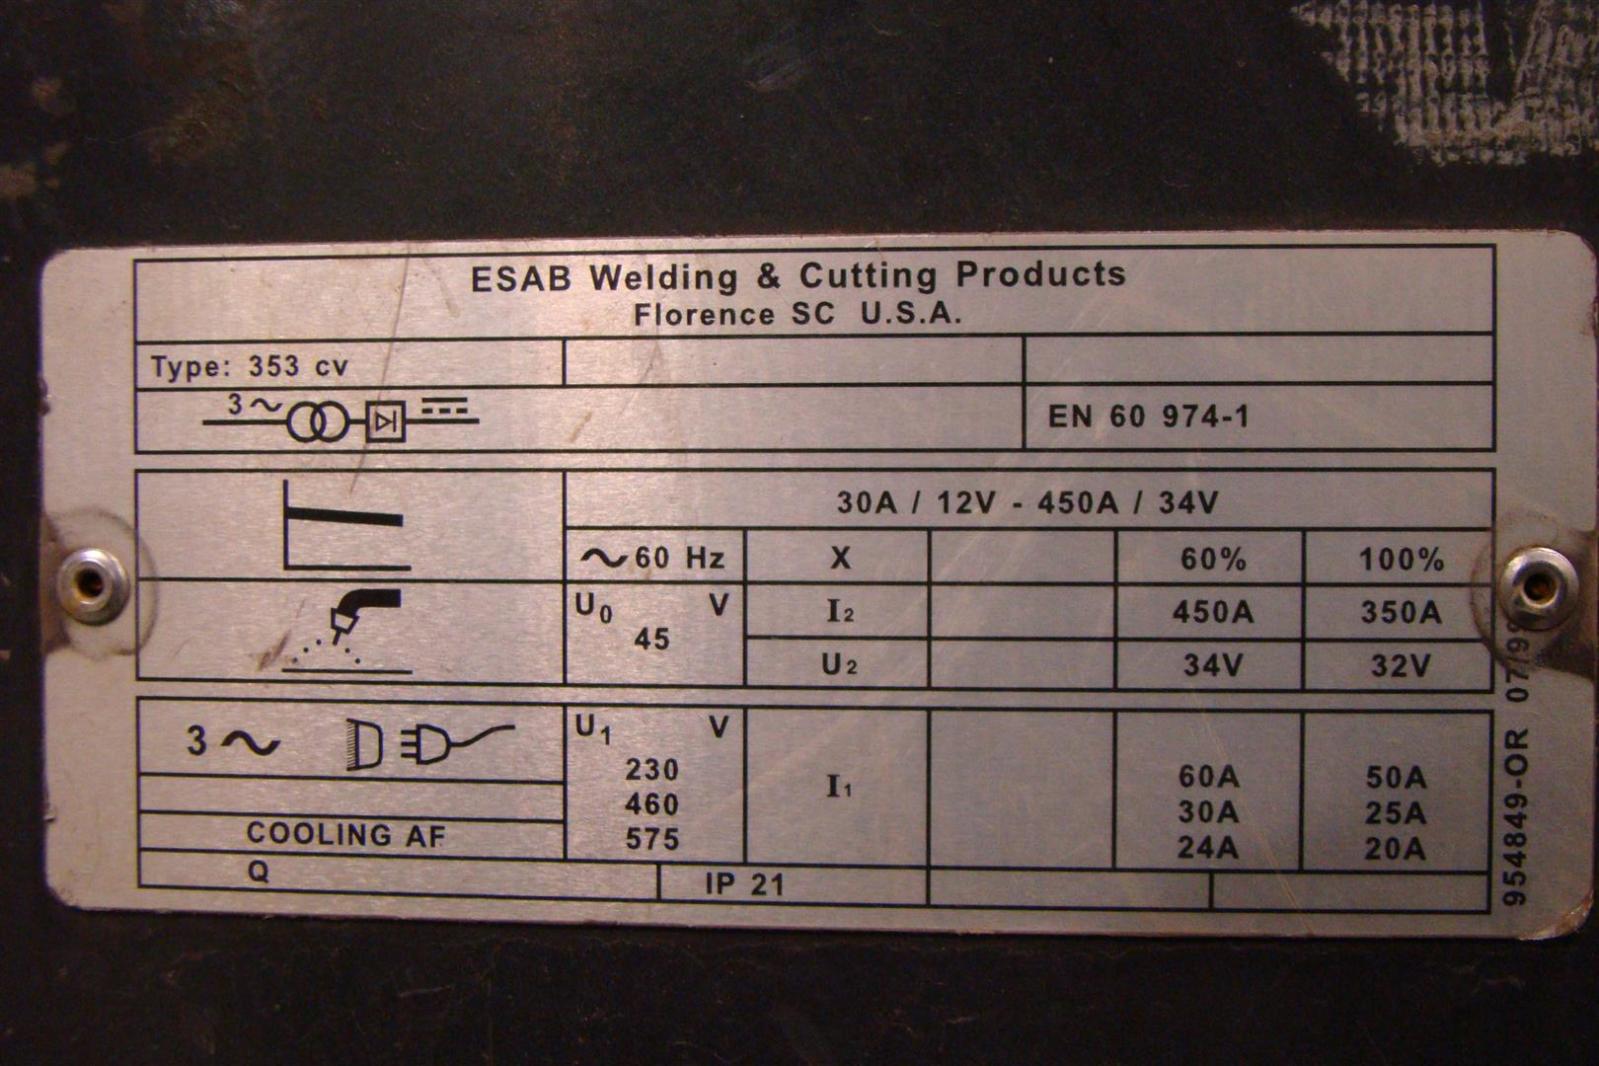 ESAB Welding & Cutting Products
Florence SC U.S.A.
Type: 353 cv
3~
EN 60 974-1
30A / 12V - 450A / 34V
~60 Hz X 60% 100%
U0 V 45 I2 450A 350A
U2 34V 32V
3~ U1 V I1
230 60A 50A
460 30A 25A
575 24A 20A
COOLING AF
Q IP 21
954849-OR